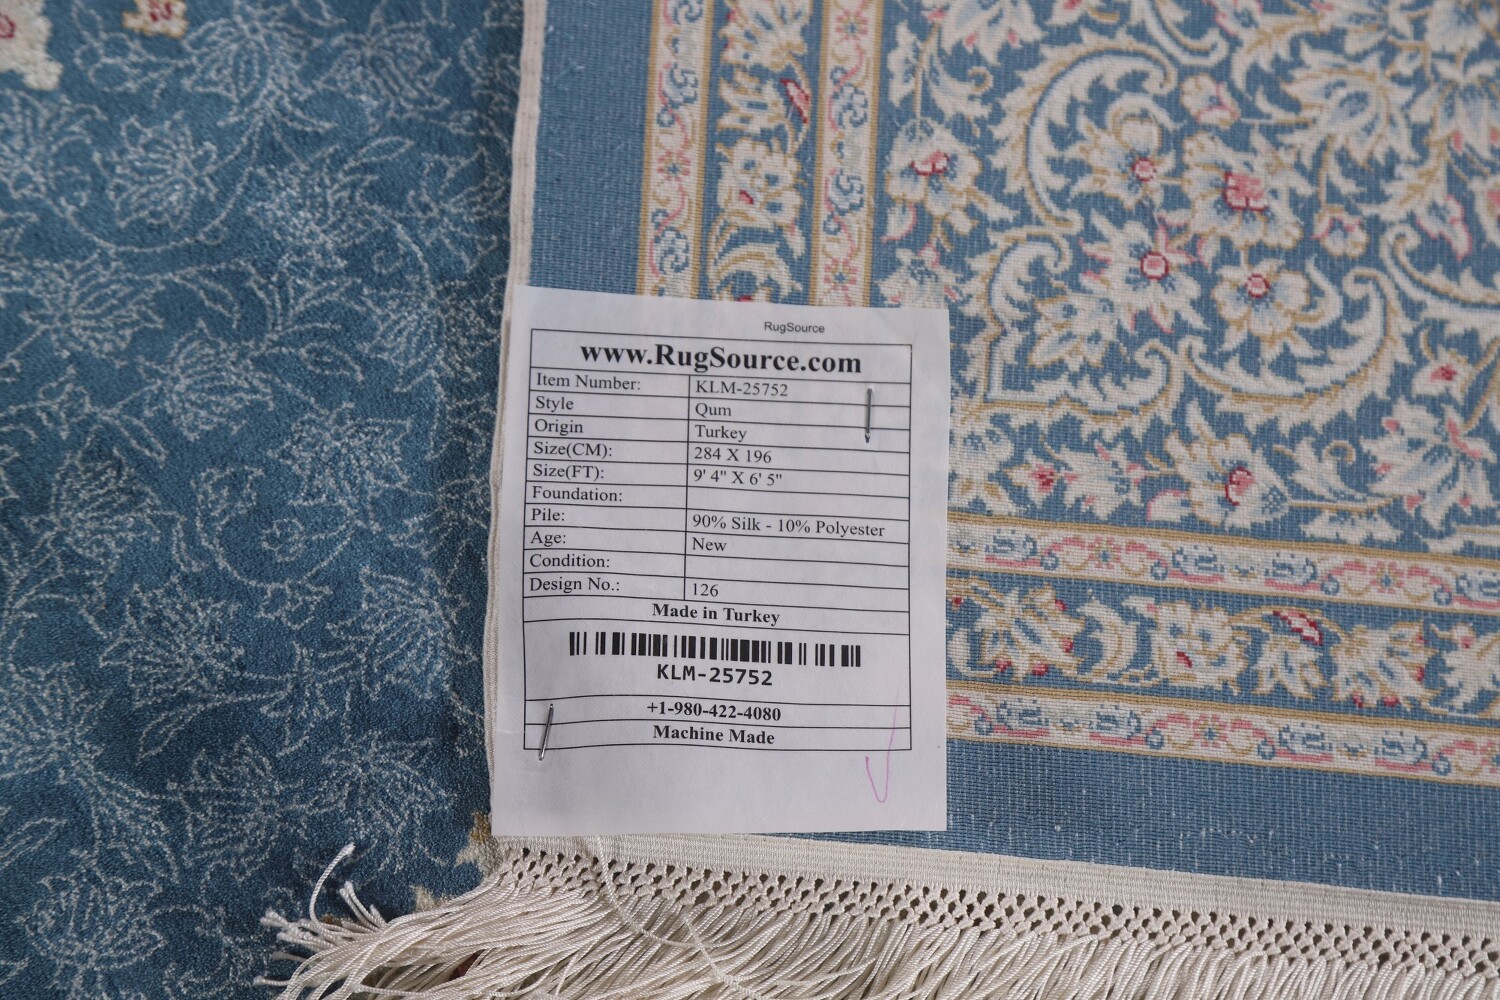 RugSource
www.RugSource.com
Item Number: KLM-25752
Style Qum
Origin Turkey
Size(CM): 284 X 196
Size(FT): 9' 4" X 6' 5"
Foundation:
Pile: 90% Silk - 10% Polyester
Age: New
Condition:
Design No.: 126
Made in Turkey
KLM-25752
+1-980-422-4080
Machine Made